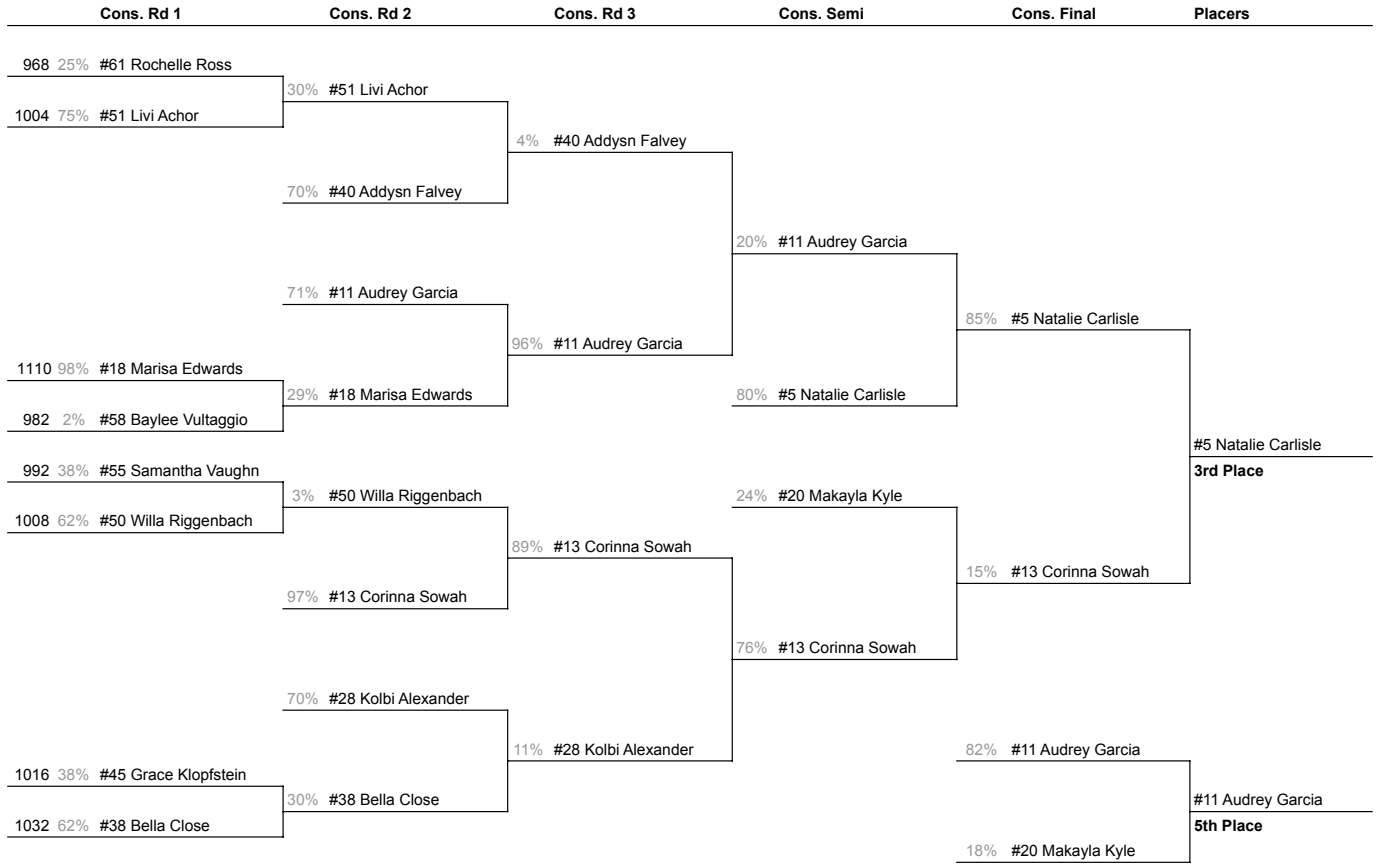 Cons. Rd 1 Cons. Rd 2 Cons. Rd 3 Cons. Semi Cons. Final Placers
968 25% #61 Rochelle Ross
30% #51 Livi Achor
1004 75% #51 Livi Achor
4% #40 Addysn Falvey
70% #40 Addysn Falvey
20% #11 Audrey Garcia
71% #11 Audrey Garcia
85% #5 Natalie Carlisle
96% #11 Audrey Garcia
1110 98% #18 Marisa Edwards
29% #18 Marisa Edwards
80% #5 Natalie Carlisle
982 2% #58 Baylee Vultaggio
#5 Natalie Carlisle
992 38% #55 Samantha Vaughn
3rd Place
3% #50 Willa Riggenbach
24% #20 Makayla Kyle
1008 62% #50 Willa Riggenbach
89% #13 Corinna Sowah
15% #13 Corinna Sowah
97% #13 Corinna Sowah
76% #13 Corinna Sowah
70% #28 Kolbi Alexander
11% #28 Kolbi Alexander
82% #11 Audrey Garcia
1016 38% #45 Grace Klopfstein
30% #38 Bella Close
#11 Audrey Garcia
1032 62% #38 Bella Close
5th Place
18% #20 Makayla Kyle